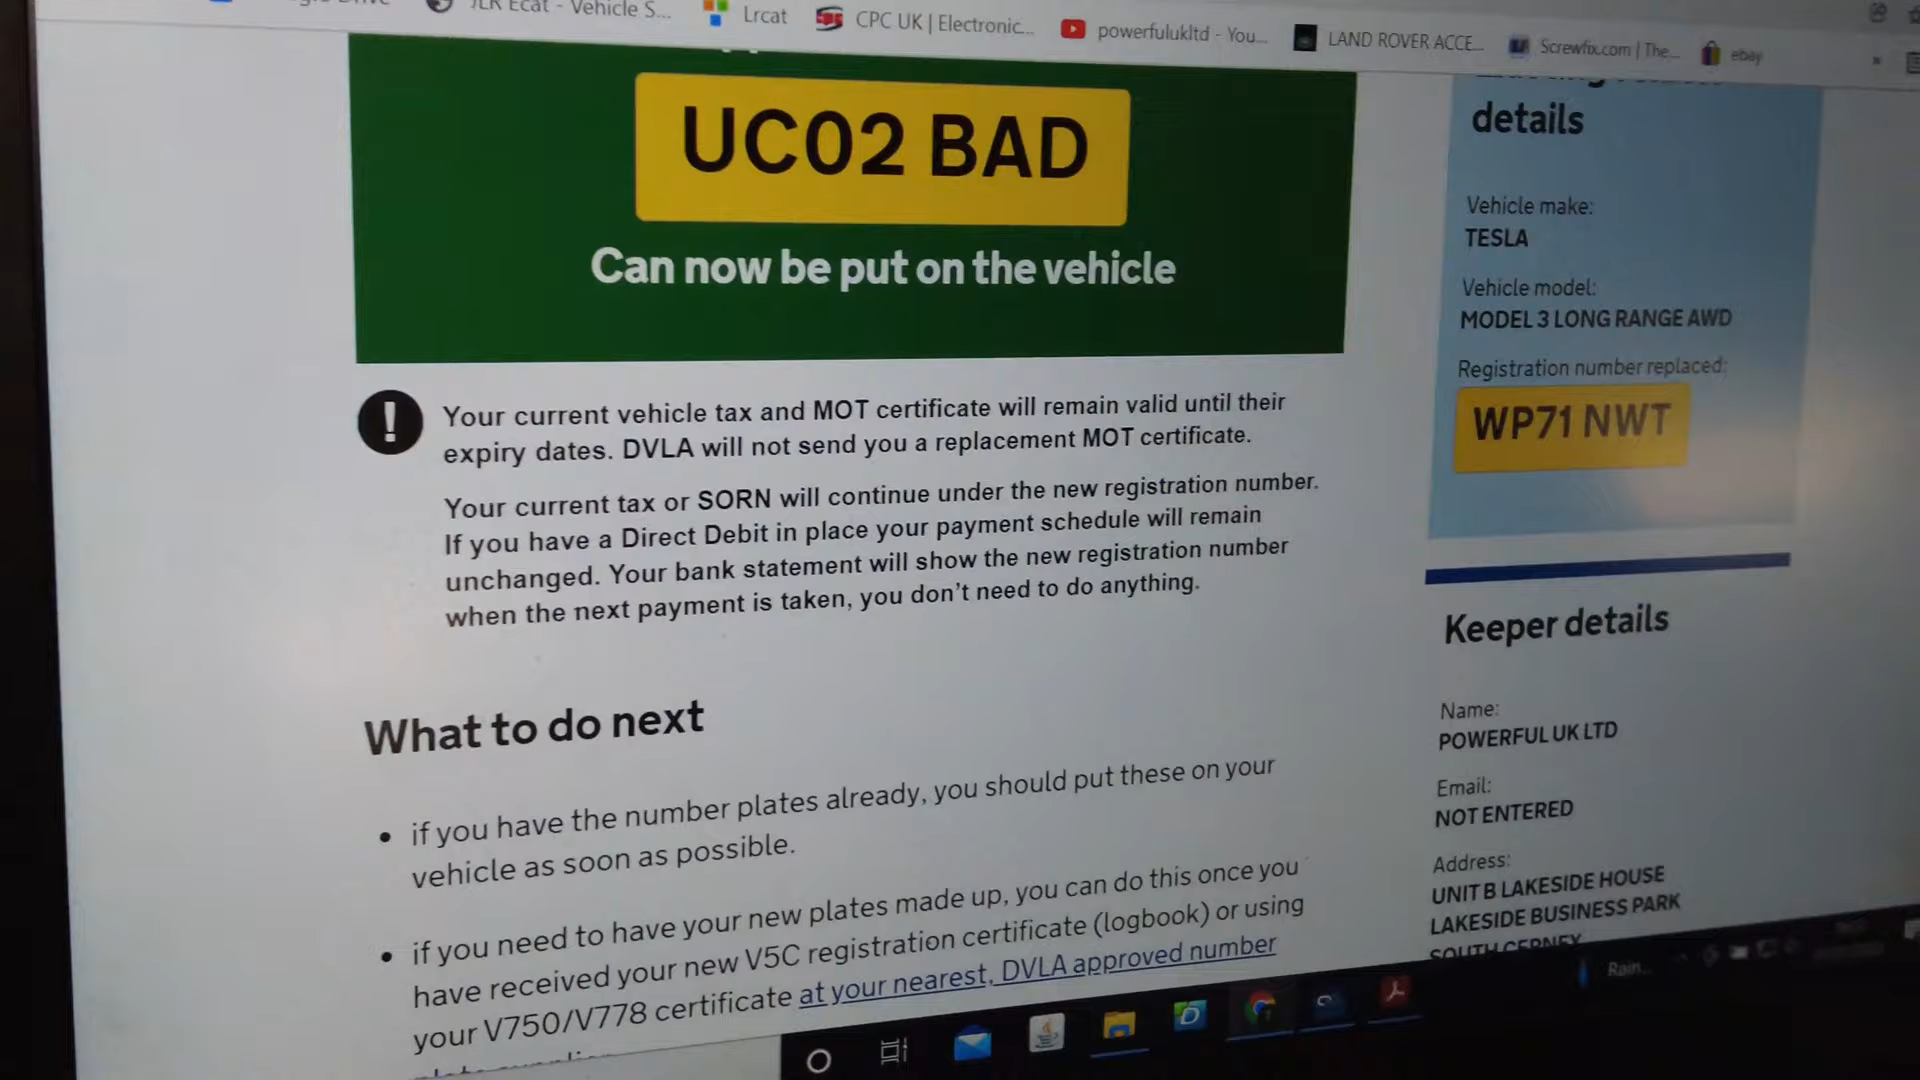 JLR Ecat - Vehicle S...
Lrcat
CPC UK | Electronic...
powerfulukltd - You...
LAND ROVER ACCE...
Screwfix.com | The...
ebay
UC02 BAD
Can now be put on the vehicle
Your current vehicle tax and MOT certificate will remain valid until their
expiry dates. DVLA will not send you a replacement MOT certificate.
Your current tax or SORN will continue under the new registration number.
If you have a Direct Debit in place your payment schedule will remain
unchanged. Your bank statement will show the new registration number
when the next payment is taken, you don't need to do anything.
What to do next
• if you have the number plates already, you should put these on your
vehicle as soon as possible.
• if you need to have your new plates made up, you can do this once you
have received your new V5C registration certificate (logbook) or using
your V750/V778 certificate at your nearest, DVLA approved number
details
Vehicle make:
TESLA
Vehicle model:
MODEL 3 LONG RANGE AWD
Registration number replaced:
WP71 NWT
Keeper details
Name:
POWERFUL UK LTD
Email:
NOT ENTERED
Address:
UNIT B LAKESIDE HOUSE
LAKESIDE BUSINESS PARK
SOUTH CERNEY
Rain...